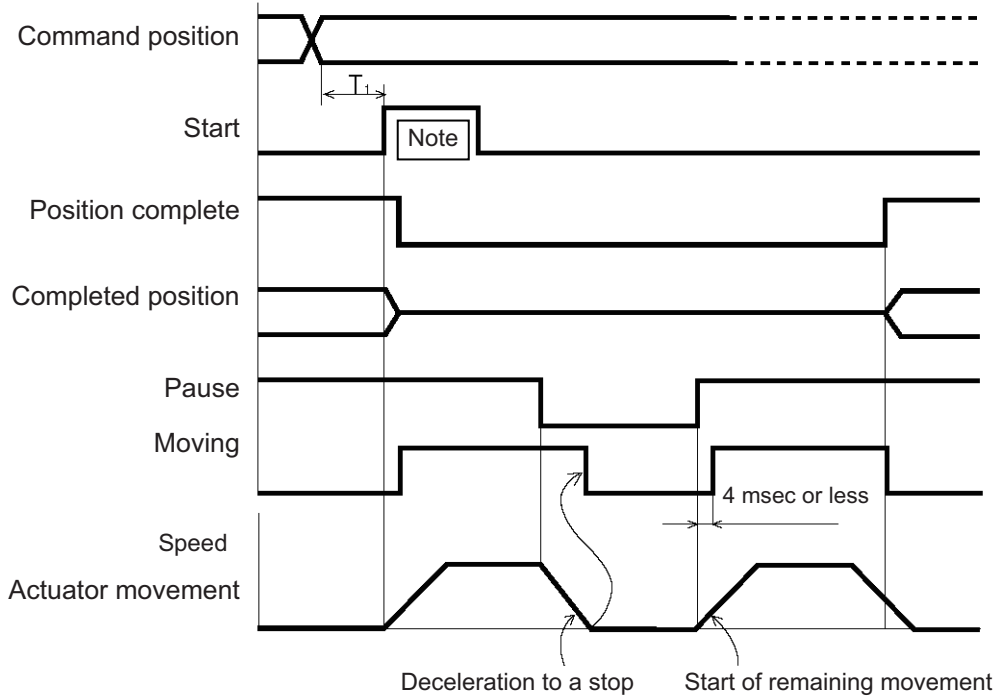 Command position
T1
Start
Note
Position complete
Completed position
Pause
Moving
4 msec or less
Speed
Actuator movement
Deceleration to a stop
Start of remaining movement